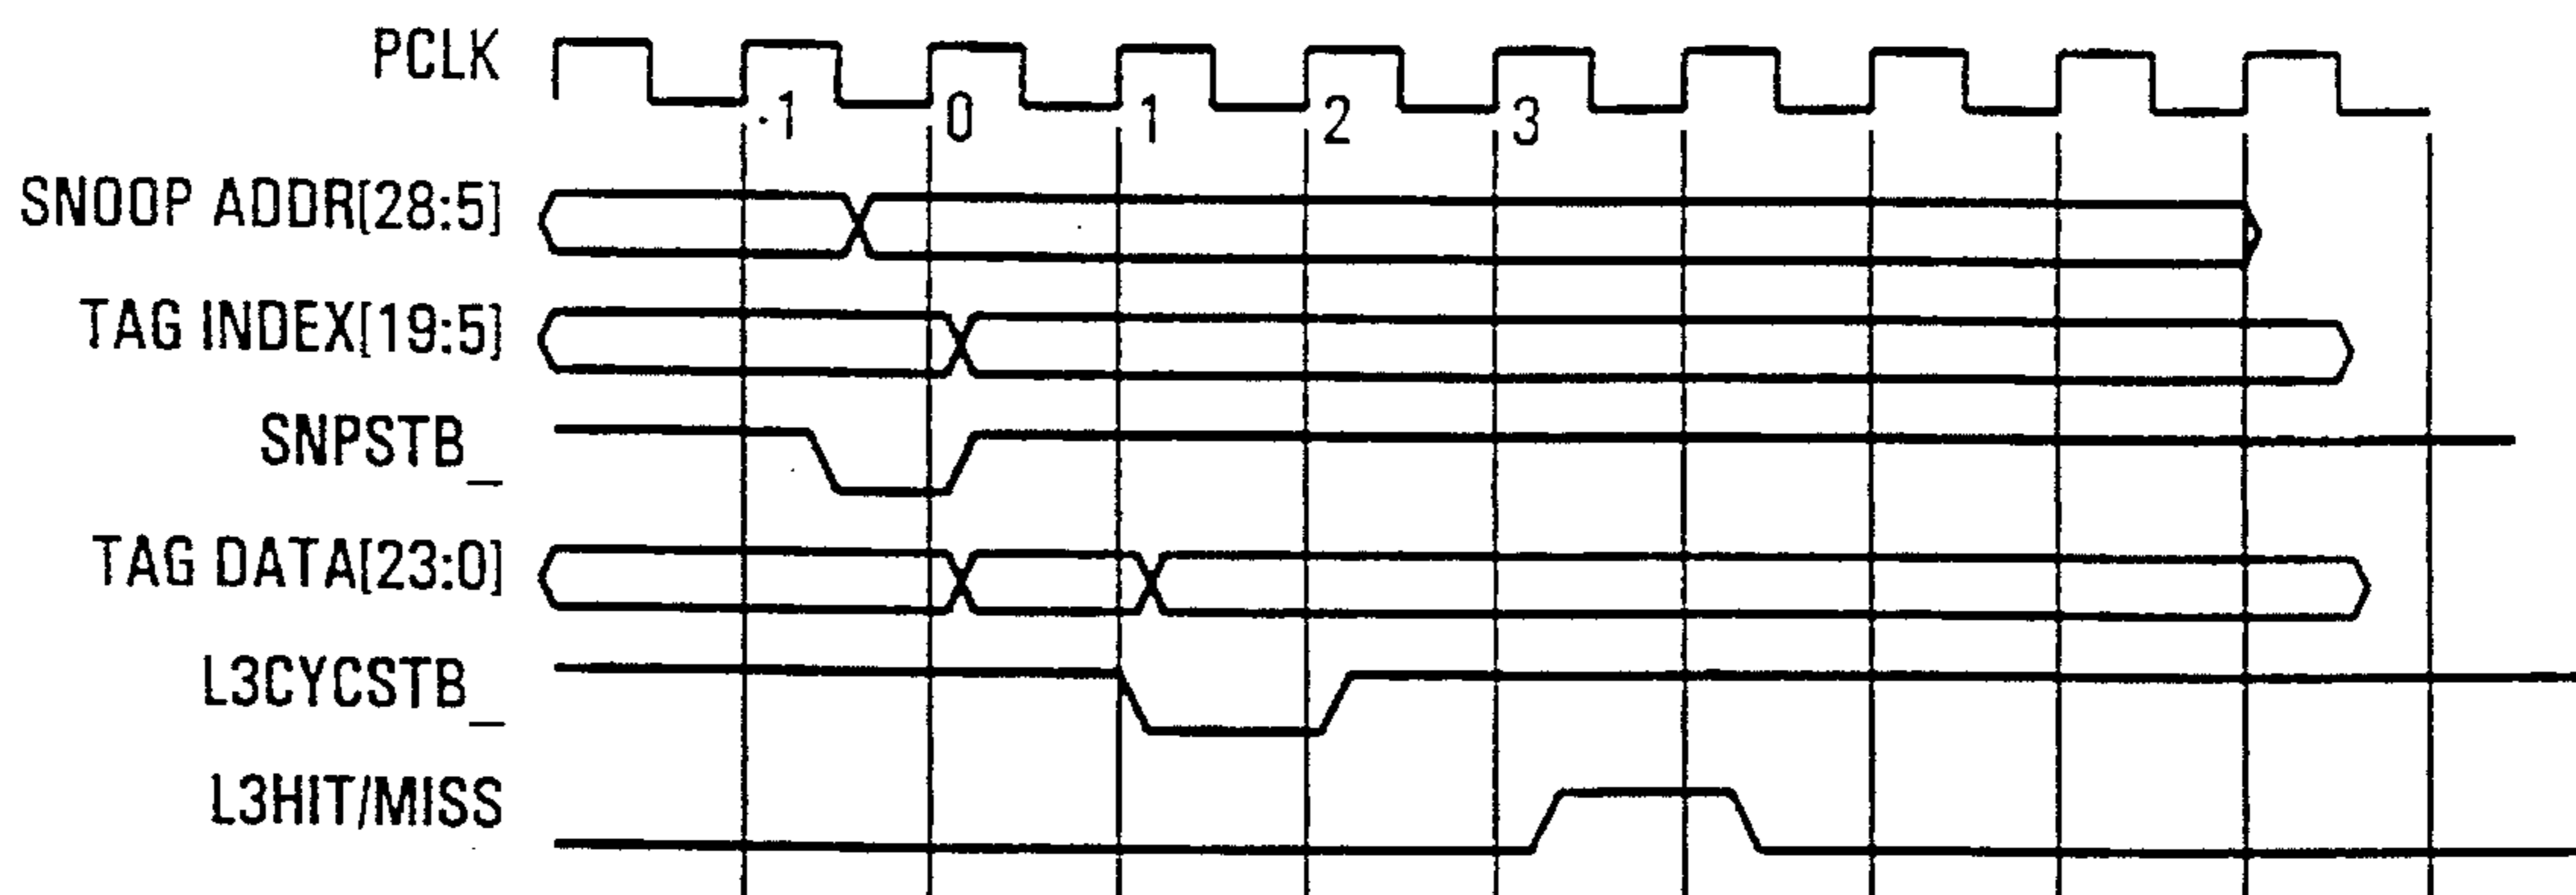 PCLK
-1 0 1 2 3
SNOOP ADDR[28:5]
TAG INDEX[19:5]
SNPSTB_
TAG DATA[23:0]
L3CYCSTB_
L3HIT/MISS